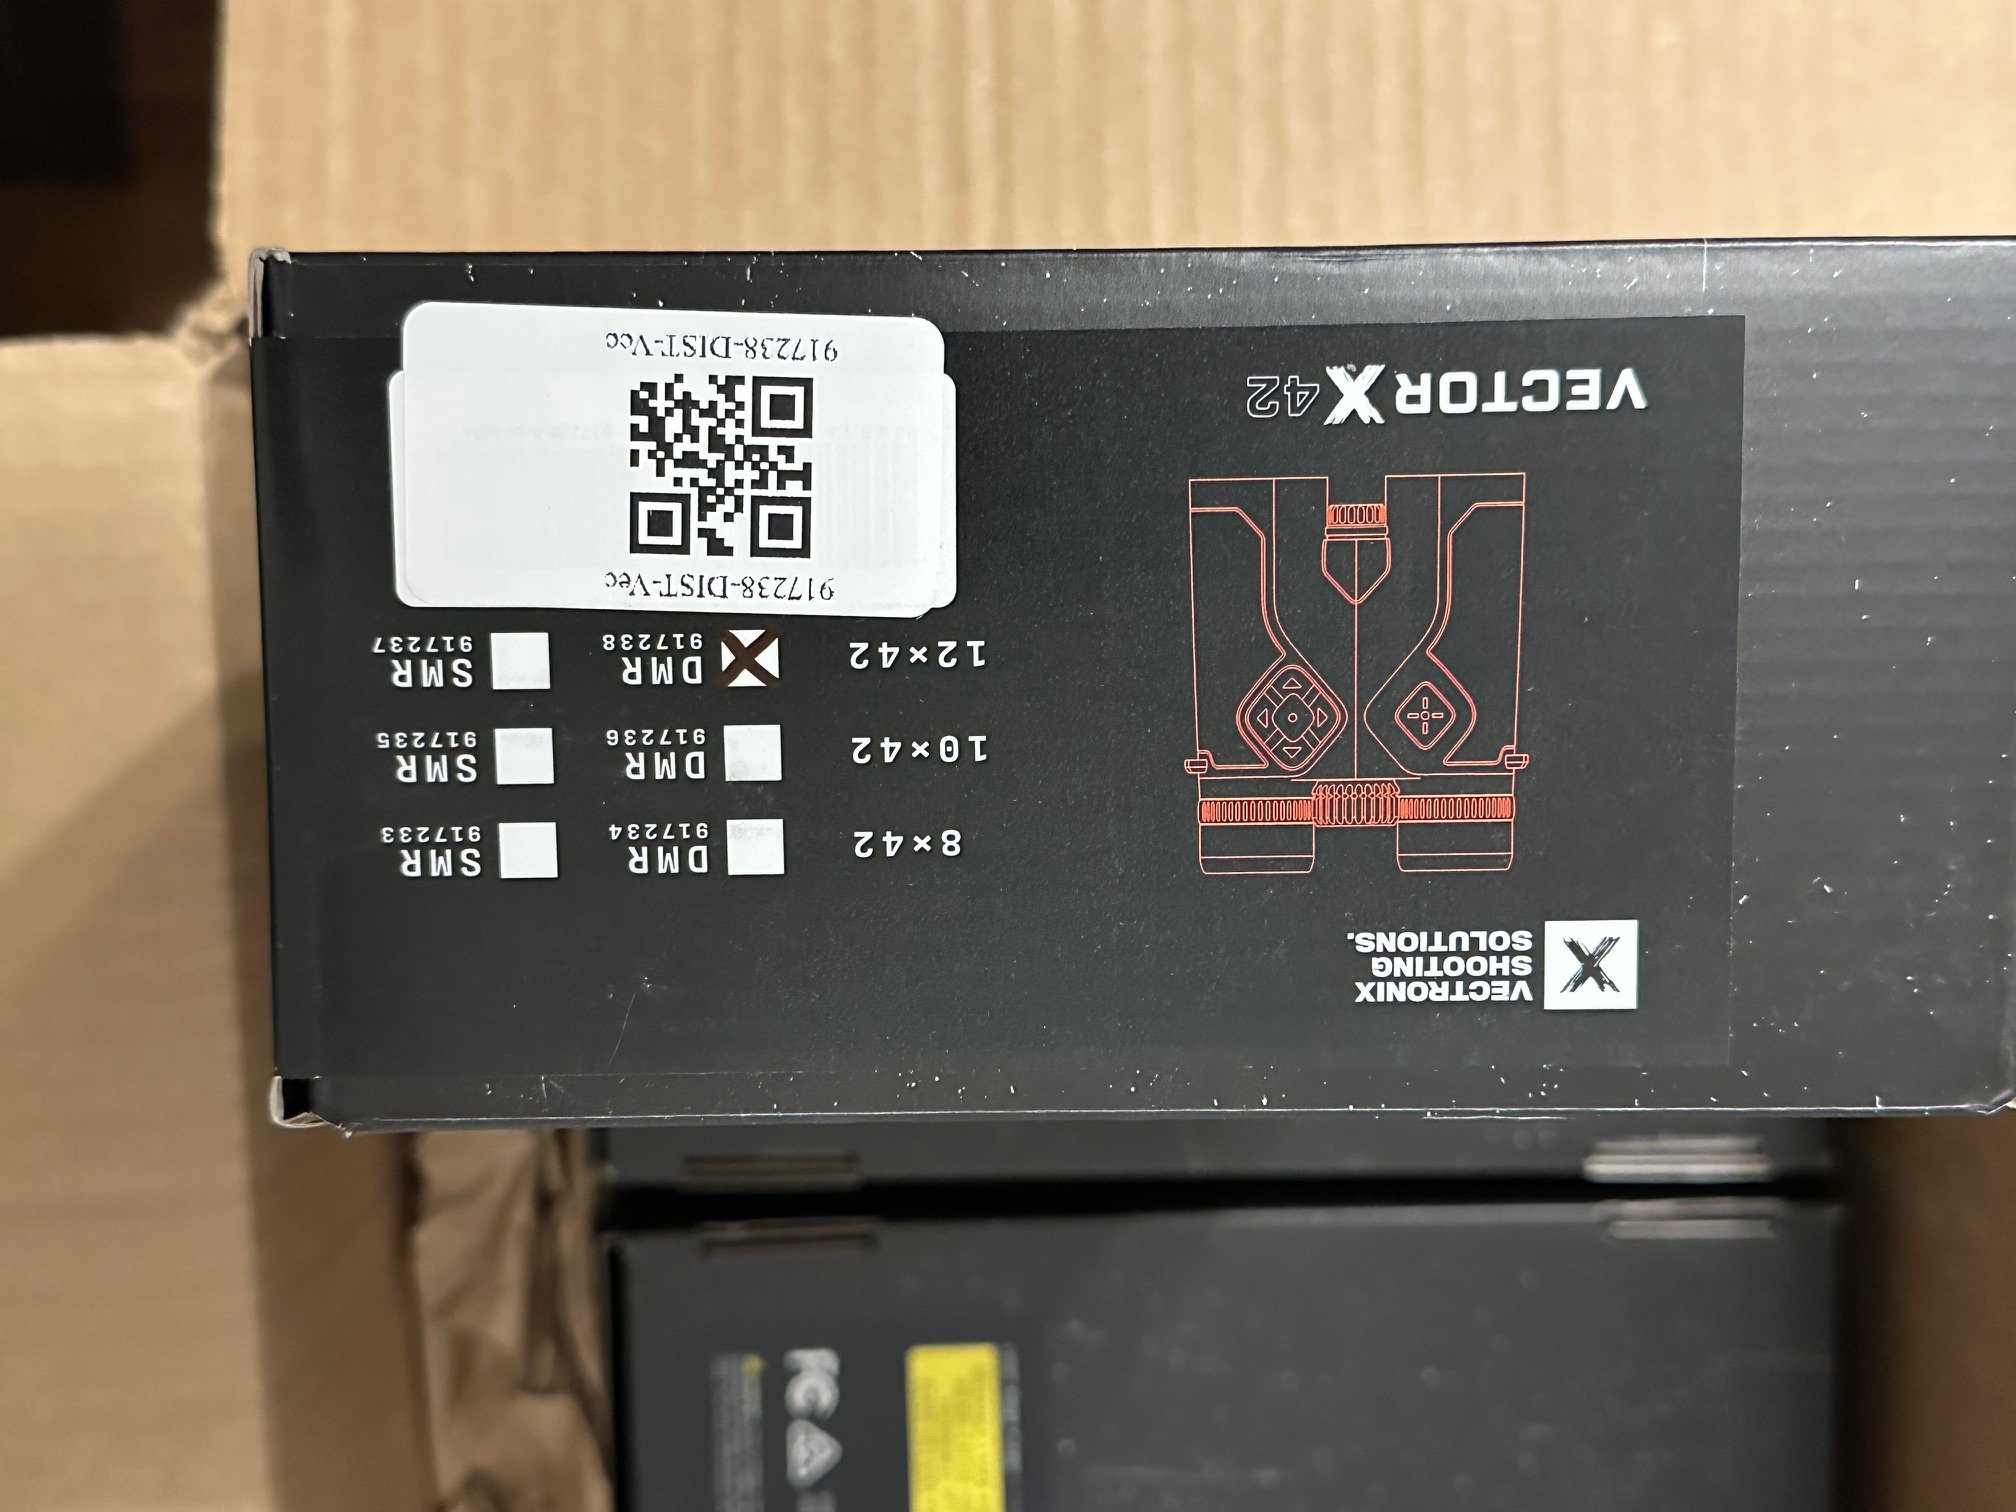 VECTRONIX
SHOOTING
SOLUTIONS.
VECTOR X 42
8×42
DMR
917234
SMR
917233
10×42
DMR
917236
SMR
917235
12×42
DMR
917238
SMR
917237
917238-DIST-Vec
917238-DIST-Vec